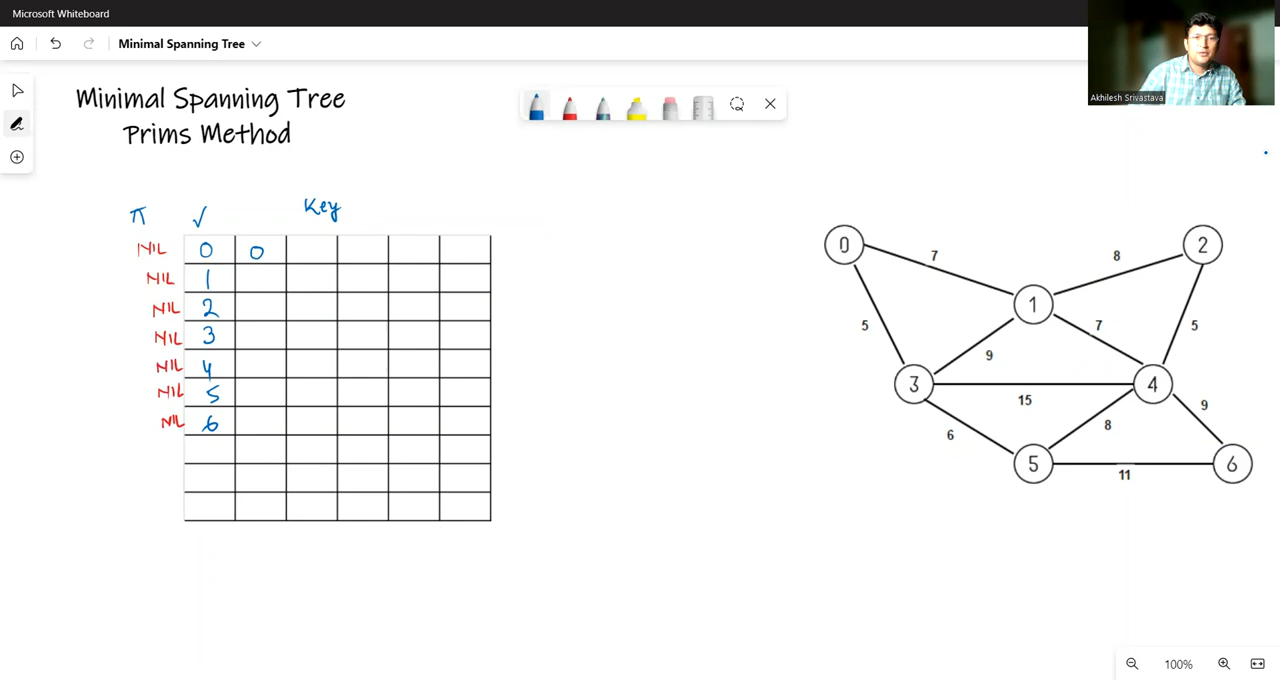 Microsoft Whiteboard
Minimal Spanning Tree
Akhilesh Srivastava
Minimal Spanning Tree
Prims Method
π √ Key
NIL 0 0
NIL 1
NIL 2
NIL 3
NIL 4
NIL 5
NIL 6
0 2
7 8
1
5 7 5
9
3 4
15 9
6 8
5 6
11
100%